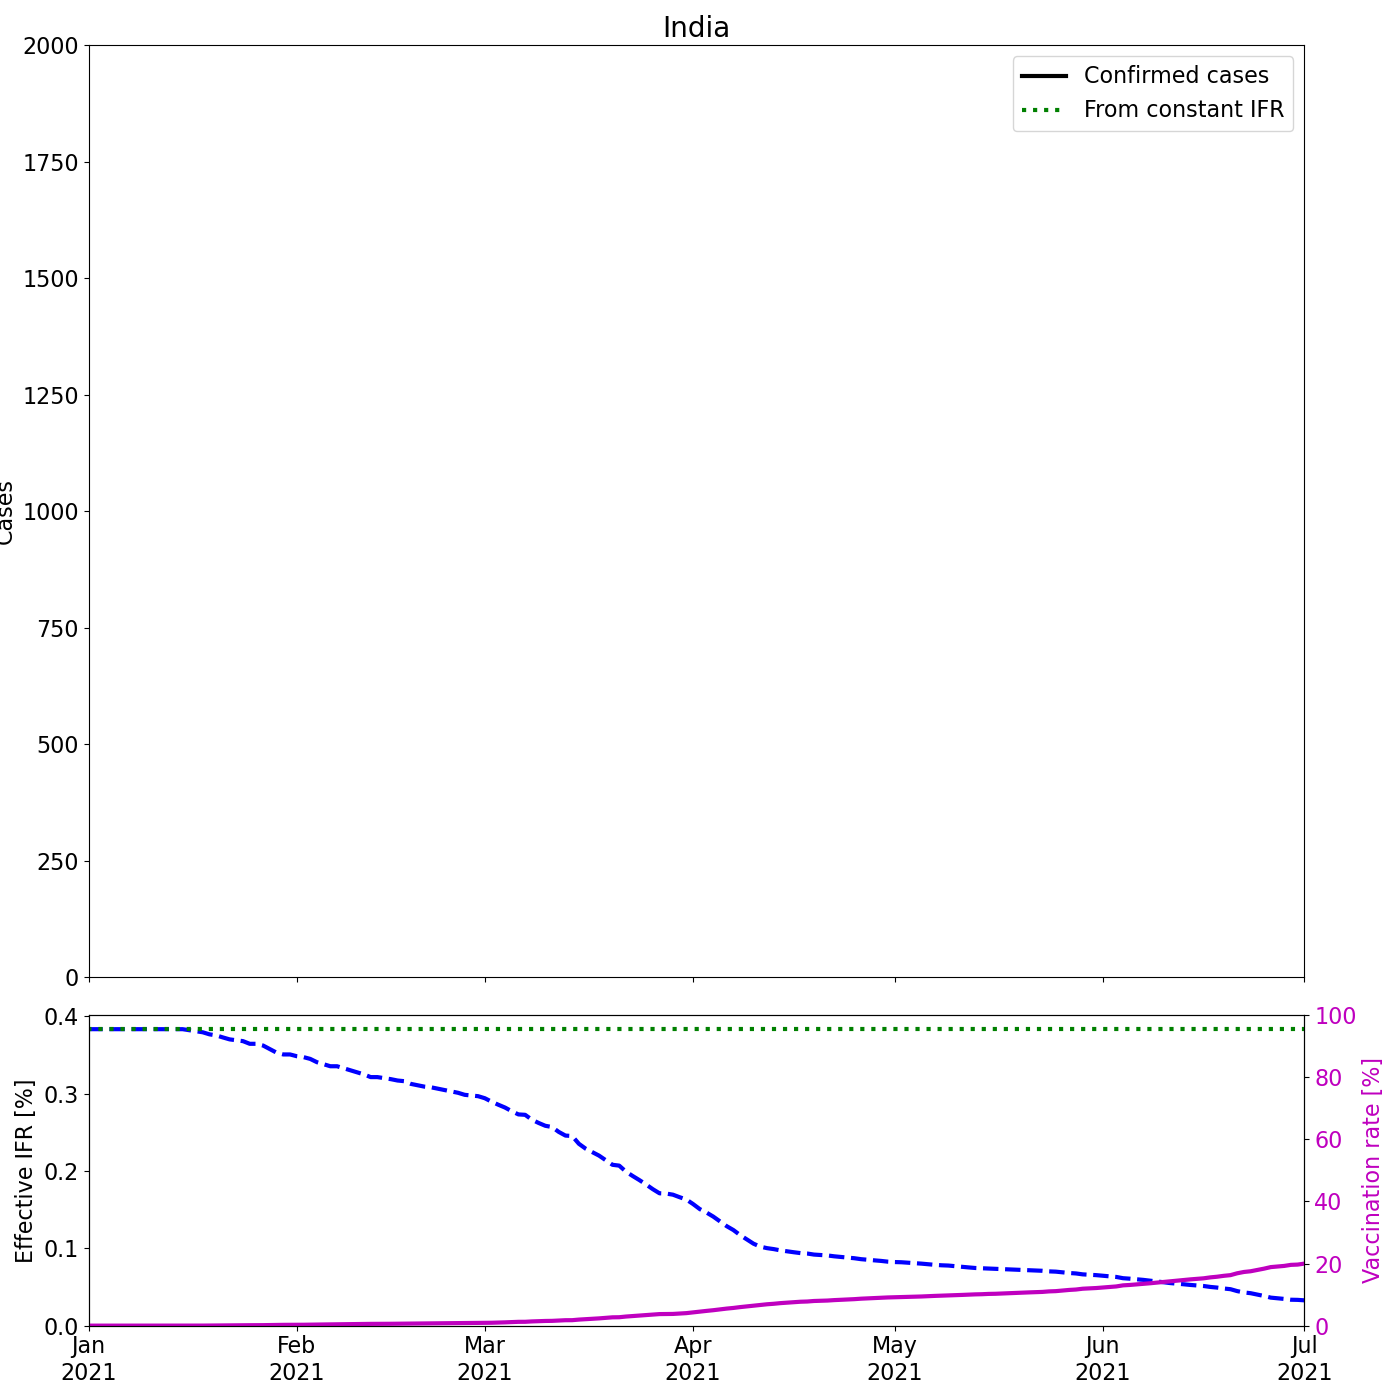 India
2000
1750
1500
1250
1000
750
500
250
0
Cases
Confirmed cases
From constant IFR
0.4
0.3
0.2
0.1
0.0
Effective IFR [%]
100
80
60
40
20
0
Vaccination rate [%]
Jan Feb Mar Apr May Jun Jul
2021 2021 2021 2021 2021 2021 2021